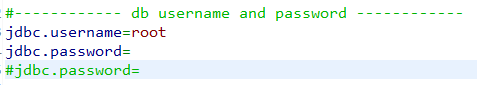 #------------ db username and password ------------
jdbc.username=root
jdbc.password=
#jdbc.password=